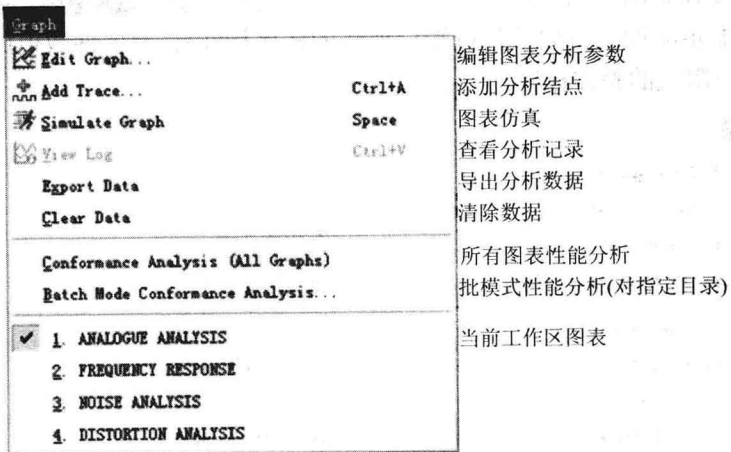 Graph
Edit Graph... 编辑图表分析参数
Add Trace... Ctrl+A 添加分析结点
Simulate Graph Space 图表仿真
View Log Ctrl+V 查看分析记录
Export Data 导出分析数据
Clear Data 清除数据
Conformance Analysis (All Graphs) 所有图表性能分析
Batch Mode Conformance Analysis... 批模式性能分析(对指定目录)
✔ 1. ANALOGUE ANALYSIS 当前工作区图表
2. FREQUENCY RESPONSE
3. NOISE ANALYSIS
4. DISTORTION ANALYSIS